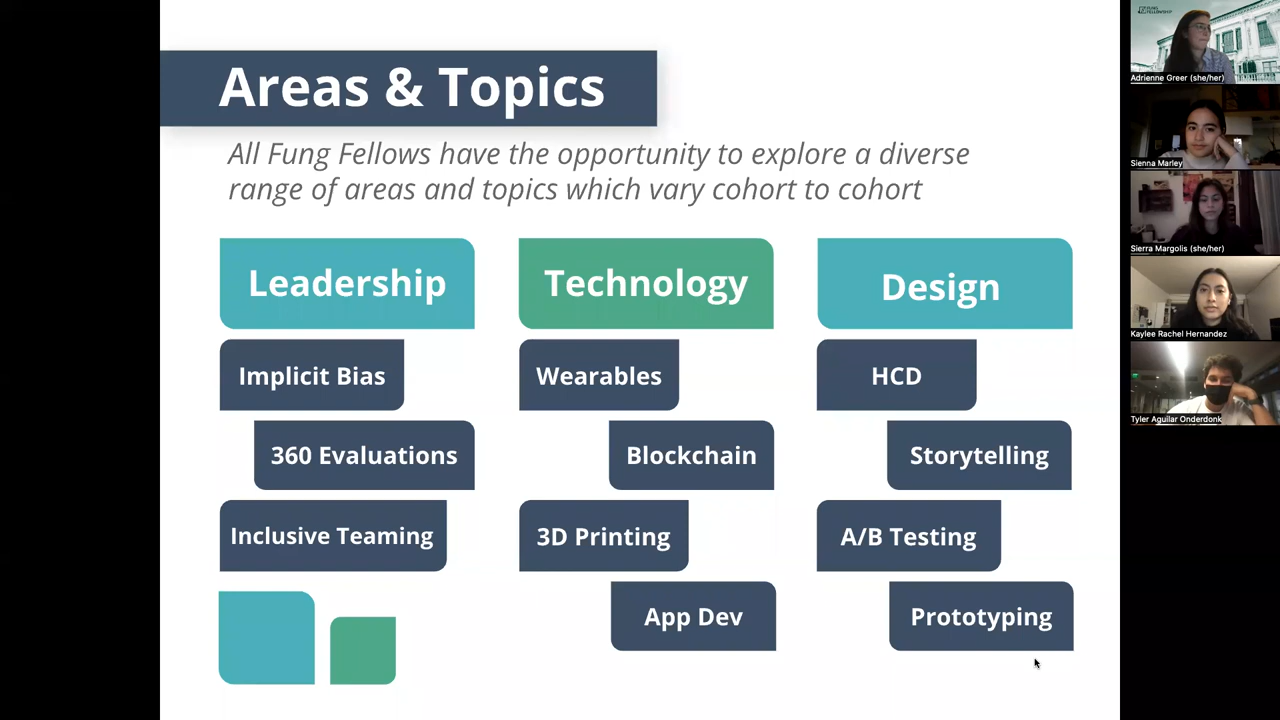 Areas & Topics
All Fung Fellows have the opportunity to explore a diverse
range of areas and topics which vary cohort to cohort
Leadership
Implicit Bias
360 Evaluations
Inclusive Teaming
Technology
Wearables
Blockchain
3D Printing
App Dev
Design
HCD
Storytelling
A/B Testing
Prototyping
FUNG
FELLOWSHIP
Adrienne Greer (she/her)
Sienna Marley
Sierra Margolis (she/her)
Kaylee Rachel Hernandez
Tyler Aguilar Onderdonk